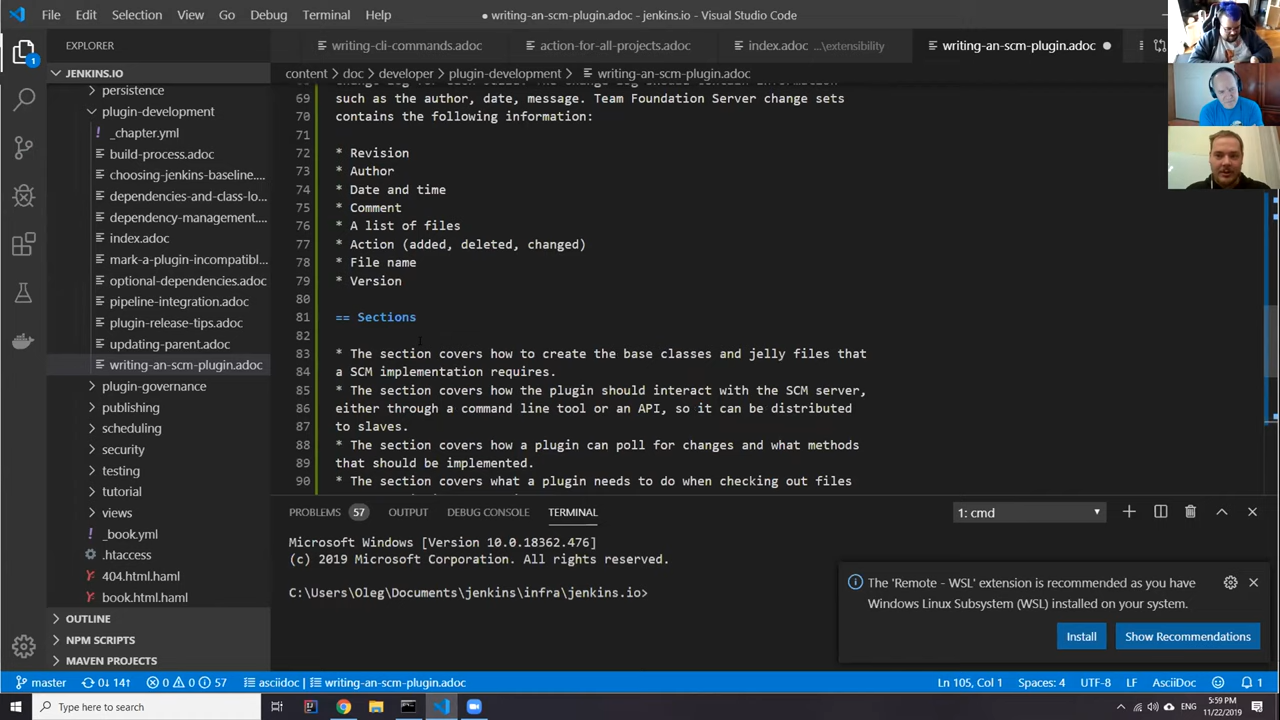 File Edit Selection View Go Debug Terminal Help
● writing-an-scm-plugin.adoc - jenkins.io - Visual Studio Code
EXPLORER
writing-cli-commands.adoc
action-for-all-projects.adoc
index.adoc ...\extensibility
writing-an-scm-plugin.adoc ●
JENKINS.IO
content > doc > developer > plugin-development > writing-an-scm-plugin.adoc
persistence
plugin-development
_chapter.yml
build-process.adoc
choosing-jenkins-baseline....
dependencies-and-class-lo...
dependency-management....
index.adoc
mark-a-plugin-incompatibl...
optional-dependencies.adoc
pipeline-integration.adoc
plugin-release-tips.adoc
updating-parent.adoc
writing-an-scm-plugin.adoc
plugin-governance
publishing
scheduling
security
testing
tutorial
views
_book.yml
.htaccess
404.html.haml
book.html.haml
OUTLINE
NPM SCRIPTS
MAVEN PROJECTS
69 such as the author, date, message. Team Foundation Server change sets
70 contains the following information:
71
72 * Revision
73 * Author
74 * Date and time
75 * Comment
76 * A list of files
77 * Action (added, deleted, changed)
78 * File name
79 * Version
80
81 == Sections
82
83 * The section covers how to create the base classes and jelly files that
84 a SCM implementation requires.
85 * The section covers how the plugin should interact with the SCM server,
86 either through a command line tool or an API, so it can be distributed
87 to slaves.
88 * The section covers how a plugin can poll for changes and what methods
89 that should be implemented.
90 * The section covers what a plugin needs to do when checking out files
PROBLEMS 57 OUTPUT DEBUG CONSOLE TERMINAL
1: cmd
Microsoft Windows [Version 10.0.18362.476]
(c) 2019 Microsoft Corporation. All rights reserved.
C:\Users\Oleg\Documents\jenkins\infra\jenkins.io>
The 'Remote - WSL' extension is recommended as you have
Windows Linux Subsystem (WSL) installed on your system.
Install
Show Recommendations
1
master 0↓ 14↑ 0 0 57 asciidoc writing-an-scm-plugin.adoc
Ln 105, Col 1 Spaces: 4 UTF-8 LF AsciiDoc 1
Type here to search
ENG
5:59 PM
11/22/2019